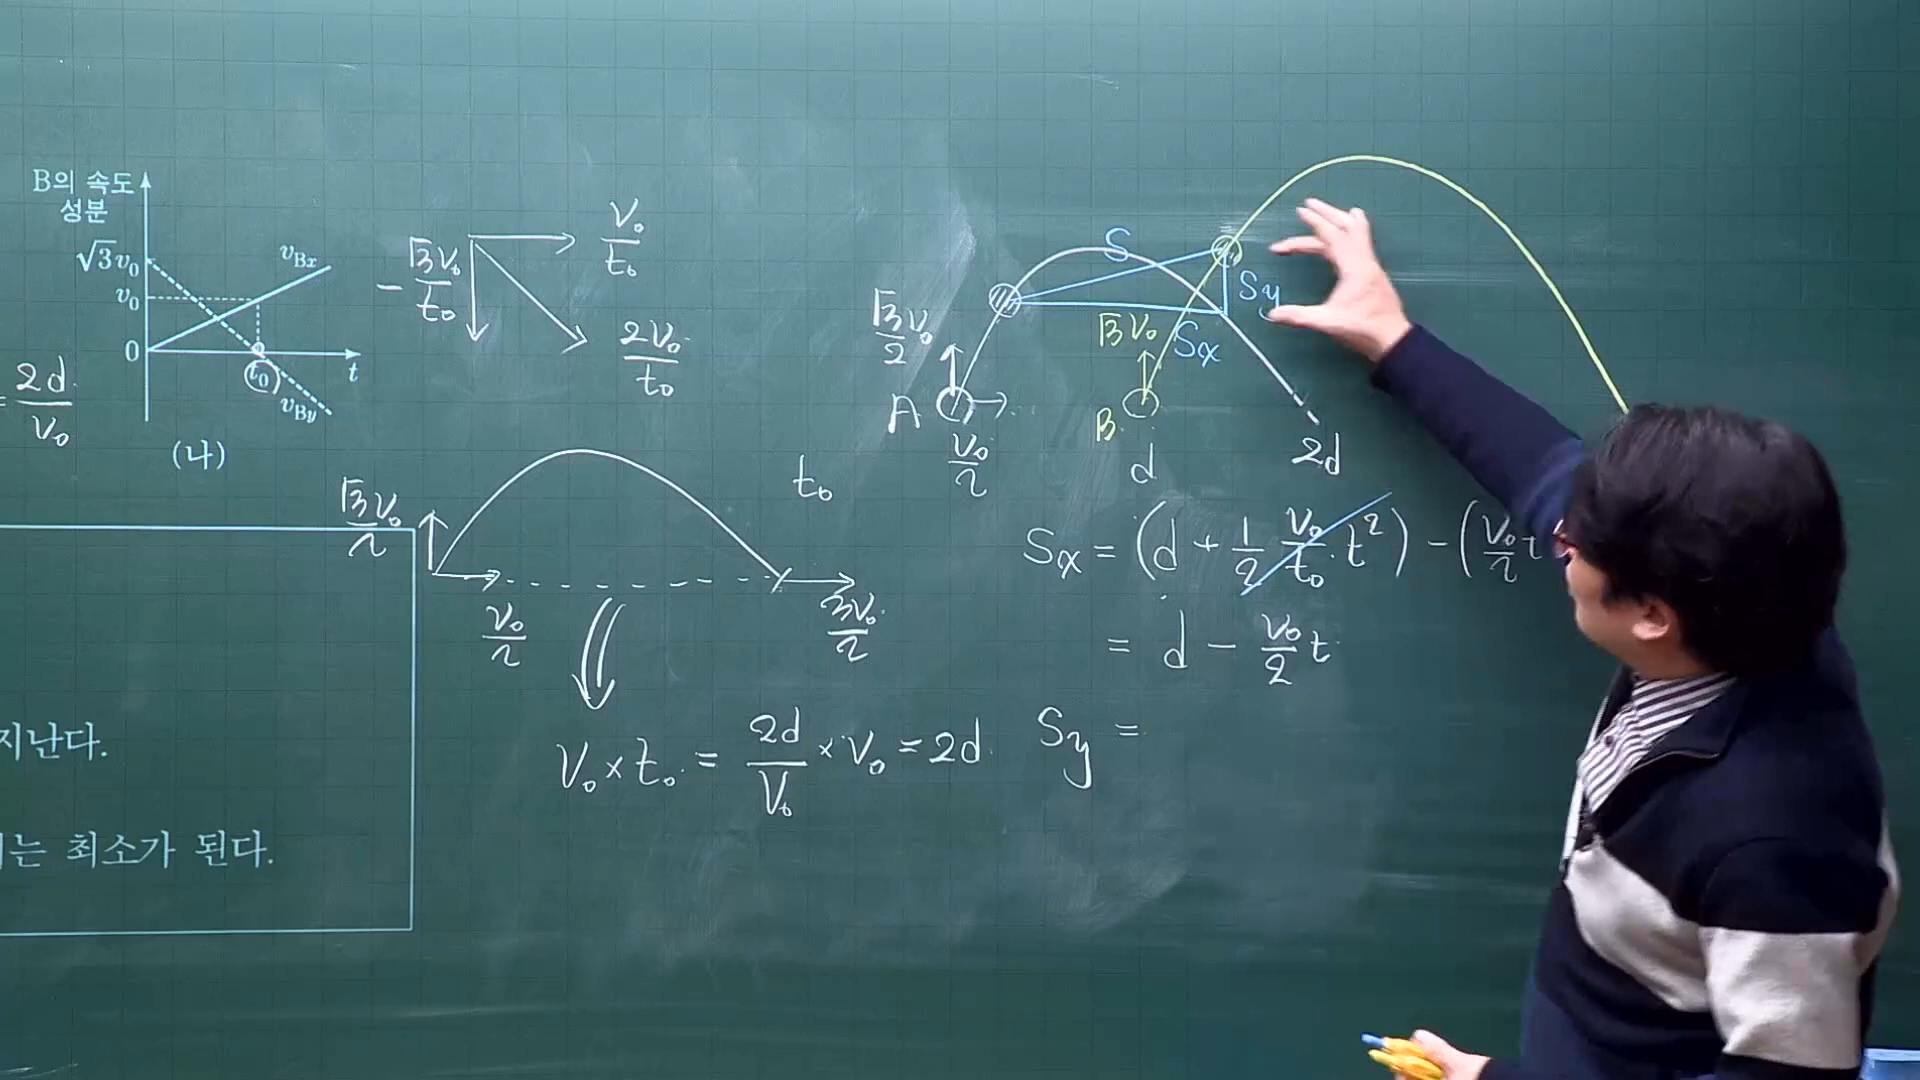 B의 속도
성분
√3v₀
v₀
0
v_Bx
t₀
t
v_By
(나)
= 2d/v₀
-√3v₀/t₀
v₀/t₀
2v₀/t₀
√3v₀/2
v₀/2
3v₀/2
t₀
v₀ × t₀ = 2d/v₀ × v₀ = 2d
√3v₀/2
A
v₀/2
S
√3v₀
B
d
Sx
Sy
2d
Sx = (d + 1/2 v₀/t₀ · t²) - (v₀/2 t
= d - v₀/2 t
Sy =
지난다.
는 최소가 된다.